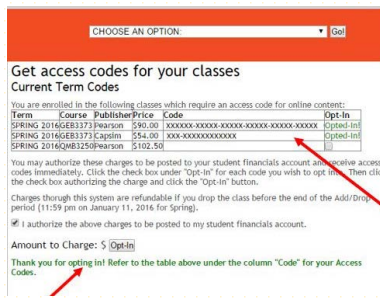 CHOOSE AN OPTION:
Go!
Get access codes for your classes
Current Term Codes
You are enrolled in the following classes which require an access code for online content:
Term Course Publisher Price Code Opt-In
SPRING 2016 GEB3373 Pearson $90.00 xxxxxx-xxxxx-xxxxx-xxxxx-xxxxx-xxxxx Opted-In!
SPRING 2016 GEB3373 Capsim $54.00 xxx-xxxxxxxxxxxx Opted-In!
SPRING 2016 QMB3250 Pearson $102.50
You may authorize these charges to be posted to your student financials account and receive access
codes immediately. Click the check box under "Opt-In" for each code you wish to opt into. Then clic
the check box authorizing the charge and click the "Opt-In" button.
Charges thorugh this system are refundable if you drop the class before the end of the Add/Drop
period (11:59 pm on January 11, 2016 for Spring).
I authorize the above charges to be posted to my student financial account.
Amount to Charge: $ Opt-In
Thank you for opting in! Refer to the table above under the column "Code" for your Access
Codes.